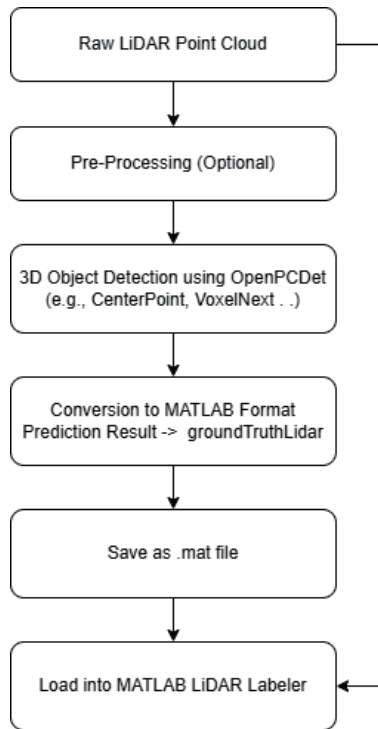 Raw LiDAR Point Cloud
Pre-Processing (Optional)
3D Object Detection using OpenPCDet
(e.g., CenterPoint, VoxelNext . .)
Conversion to MATLAB Format
Prediction Result -> groundTruthLidar
Save as .mat file
Load into MATLAB LiDAR Labeler